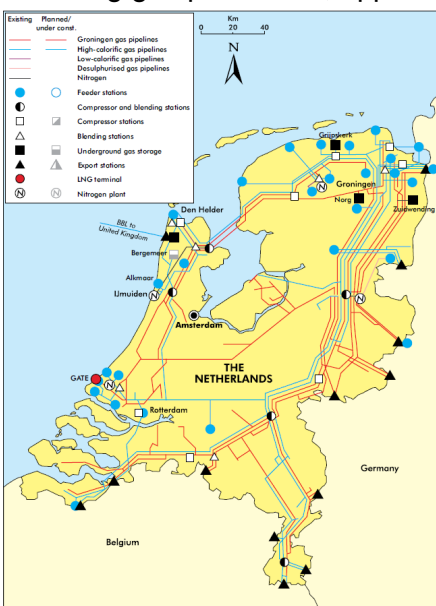 Existing Planned/
under const.
Groningen gas pipelines
High-calorific gas pipelines
Low-calorific gas pipelines
Desulphurised gas pipelines
Nitrogen
Feeder stations
Compressor and blending stations
Compressor stations
Blending stations
Underground gas storage
Export stations
LNG terminal
N N Nitrogen plant
Km
0 20 40
N
Grijpskerk
Groningen
N
Norg
Zuidwending
Den Helder
BBL to
United Kingdom
Bergemeer
Alkmaar
IJmuiden N
N
Amsterdam
THE
NETHERLANDS
GATE
N
Rotterdam
Germany
Belgium